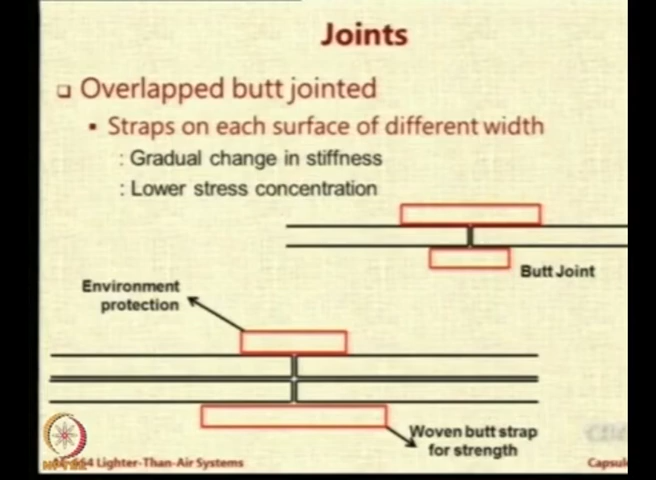 Joints
Overlapped butt jointed
Straps on each surface of different width
: Gradual change in stiffness
: Lower stress concentration
Butt Joint
Environment
protection
Woven butt strap
for strength
Lighter-Than-Air Systems
NPTEL